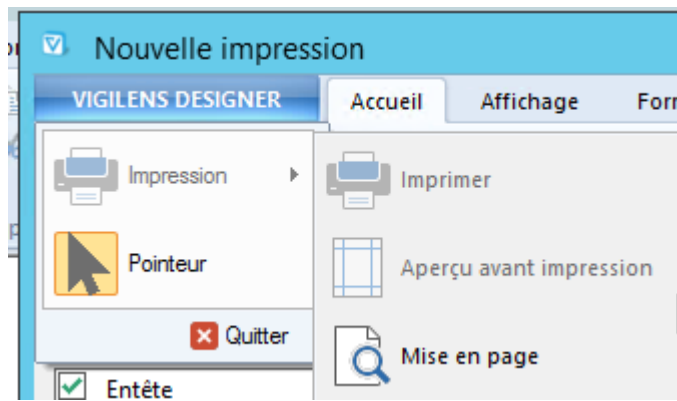 Nouvelle impression
VIGILENS DESIGNER Accueil Affichage
Impression
Imprimer
Pointeur
Aperçu avant impression
Quitter
Mise en page
Entête